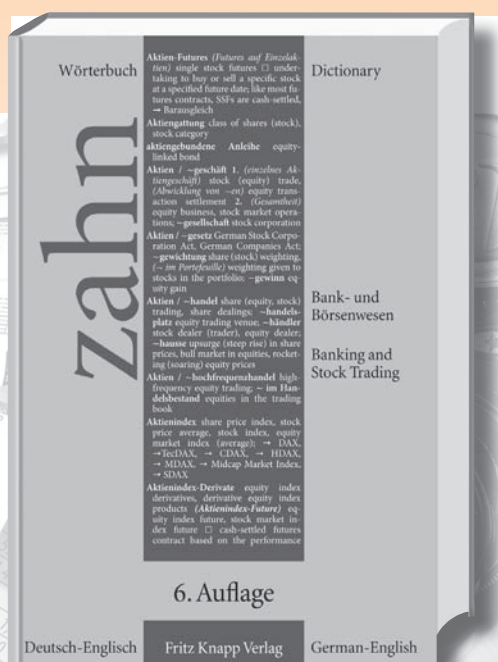 Wörterbuch
Dictionary
zahn
Aktien-Futures (Futures auf Einzelak-
tien) single stock futures □ under-
taking to buy or sell a specific stock
at a specified future date; like most fu-
tures contracts, SSFs are cash-settled,
→ Barausgleich
Aktiengattung class of shares (stock),
stock category
aktiengebundene Anleihe equity-
linked bond
Aktien / ~geschäft 1. (einzelnes Ak-
tiengeschäft) stock (equity) trade,
(Abwicklung von ~en) equity trans-
action settlement 2. (Gesamtheit)
equity business, stock market opera-
tions; ~gesellschaft stock corporation
Aktien / ~gesetz German Stock Corpo-
ration Act, German Companies Act;
~gewichtung share (stock) weighting,
(~ im Portefeuille) weighting given to
stocks in the portfolio; ~gewinn eq-
uity gain
Aktien / ~handel share (equity, stock)
trading, share dealings; ~handels-
platz equity trading venue; ~händler
stock dealer (trader), equity dealer;
~hausse upsurge (steep rise) in share
prices, bull market in equities, rocket-
ing (soaring) equity prices
Aktien / ~hochfrequenzhandel high-
frequency equity trading; ~ im Han-
delsbestand equities in the trading
book
Aktienindex share price index, stock
price average, stock index, equity
market index (average); → DAX,
→TecDAX, → CDAX, → HDAX,
→ MDAX, → Midcap Market Index,
→ SDAX
Aktienindex-Derivate equity index
derivatives, derivative equity index
products (Aktienindex-Future) eq-
uity index future, stock market in-
dex future □ cash-settled futures
contract based on the performance
Bank- und
Börsenwesen
Banking and
Stock Trading
6. Auflage
Deutsch-Englisch
Fritz Knapp Verlag
German-English